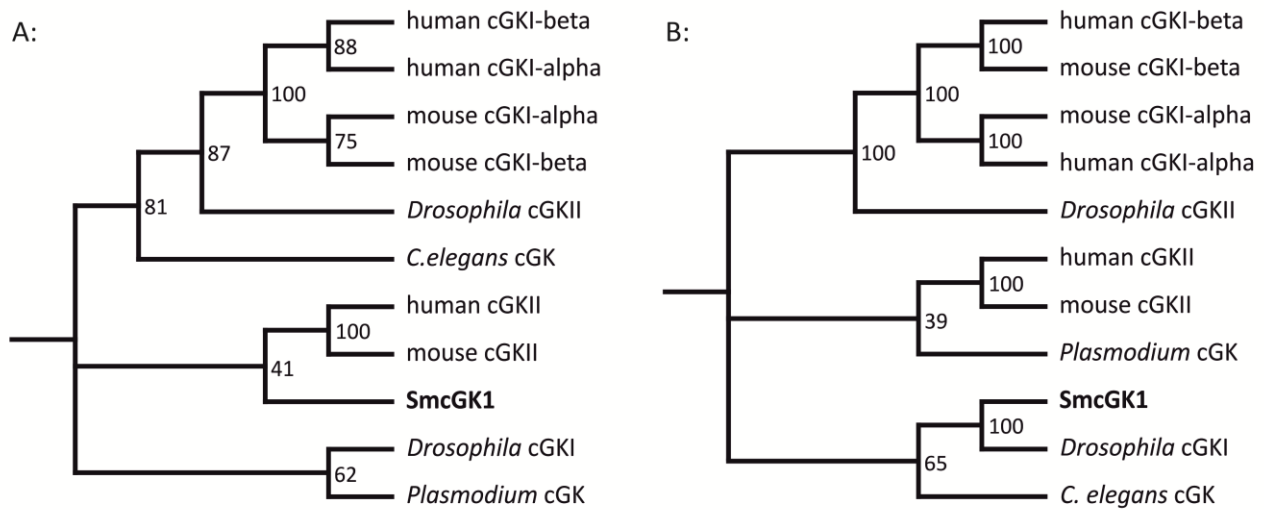 A:
human cGKI-beta
88
human cGKI-alpha
100
mouse cGKI-alpha
75
87
mouse cGKI-beta
81
Drosophila cGKII
C.elegans cGK
human cGKII
100
mouse cGKII
41
SmcGK1
Drosophila cGKI
62
Plasmodium cGK
B:
human cGKI-beta
100
mouse cGKI-beta
100
mouse cGKI-alpha
100
100
human cGKI-alpha
Drosophila cGKII
human cGKII
100
mouse cGKII
39
Plasmodium cGK
SmcGK1
100
Drosophila cGKI
65
C. elegans cGK